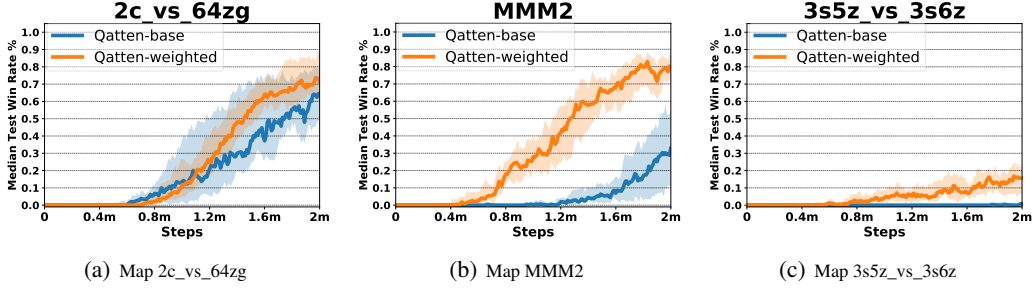 2c_vs_64zg
Median Test Win Rate %
1.0
0.9
0.8
0.7
0.6
0.5
0.4
0.3
0.2
0.1
0.0
Qatten-base
Qatten-weighted
0 0.4m 0.8m 1.2m 1.6m 2m
Steps
(a) Map 2c_vs_64zg
MMM2
Median Test Win Rate %
1.0
0.9
0.8
0.7
0.6
0.5
0.4
0.3
0.2
0.1
0.0
Qatten-base
Qatten-weighted
0 0.4m 0.8m 1.2m 1.6m 2m
Steps
(b) Map MMM2
3s5z_vs_3s6z
Median Test Win Rate %
1.0
0.9
0.8
0.7
0.6
0.5
0.4
0.3
0.2
0.1
0.0
Qatten-base
Qatten-weighted
0 0.4m 0.8m 1.2m 1.6m 2m
Steps
(c) Map 3s5z_vs_3s6z